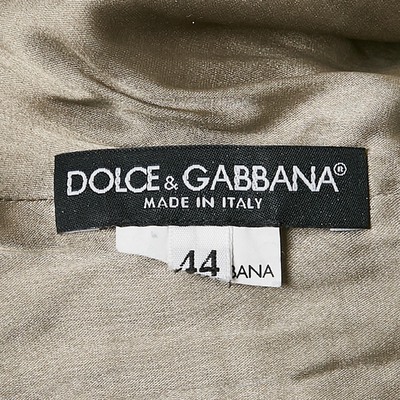 DOLCE & GABBANA®
MADE IN ITALY
44
BANA